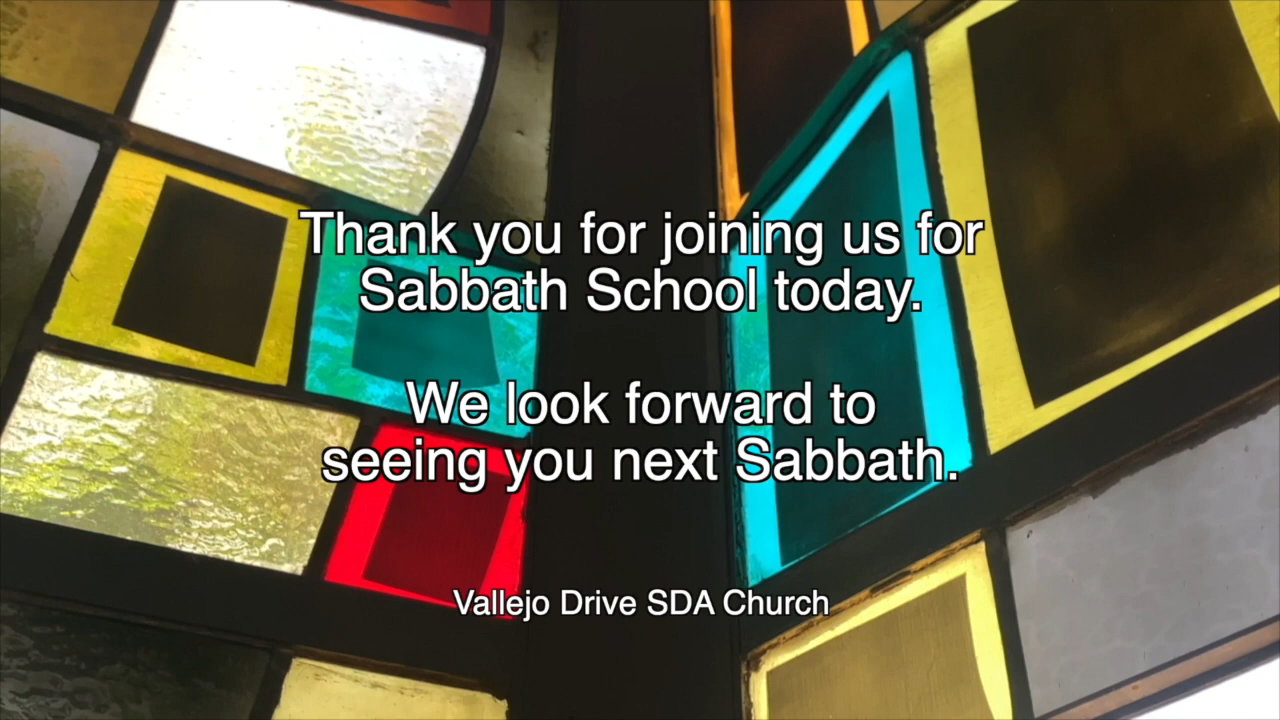 Thank you for joining us for
Sabbath School today.
We look forward to
seeing you next Sabbath.
Vallejo Drive SDA Church